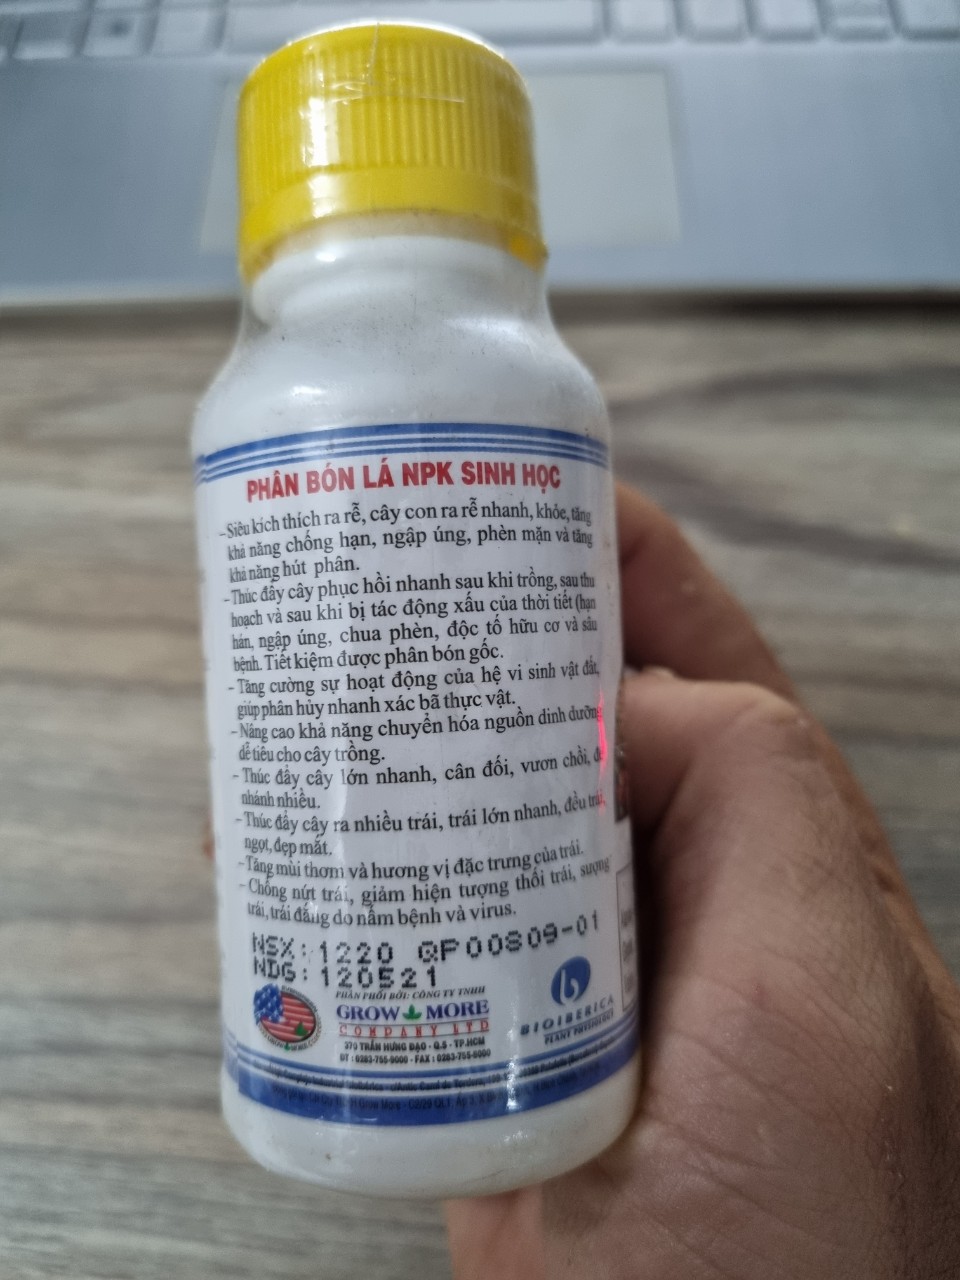 PHÂN BÓN LÁ NPK SINH HỌC
- Siêu kích thích ra rễ, cây con ra rễ nhanh, khỏe, tăng
khả năng chống hạn, ngập úng, phèn mặn và tăng
khả năng hút phân.
- Thúc đẩy cây phục hồi nhanh sau khi trồng, sau thu
hoạch và sau khi bị tác động xấu của thời tiết (hạn
hán, ngập úng, chua phèn, độc tố hữu cơ và sâu
bệnh. Tiết kiệm được phân bón gốc.
- Tăng cường sự hoạt động của hệ vi sinh vật đất,
giúp phân hủy nhanh xác bã thực vật.
- Nâng cao khả năng chuyển hóa nguồn dinh dưỡng
dễ tiêu cho cây trồng.
- Thúc đẩy cây lớn nhanh, cân đối, vươn chồi,
nhánh nhiều.
- Thúc đẩy cây ra nhiều trái, trái lớn nhanh, đều trái,
ngọt, đẹp mắt.
- Tăng mùi thơm và hương vị đặc trưng của trái.
- Chống nứt trái, giảm hiện tượng thối trái, sượng
trái, trái đắng do nấm bệnh và virus.
NSX: 1220 QP00809-01
NDG: 120521
PHÂN PHỐI BỞI: CÔNG TY TNHH
GROW MORE
COMPANY LTD
BIOIBERICA
PLANT PHYSIOLOGY
370 TRẦN HƯNG ĐẠO - Q.5 - TP.HCM
ĐT : 0283-755-9000 - FAX : 0283-755-9000